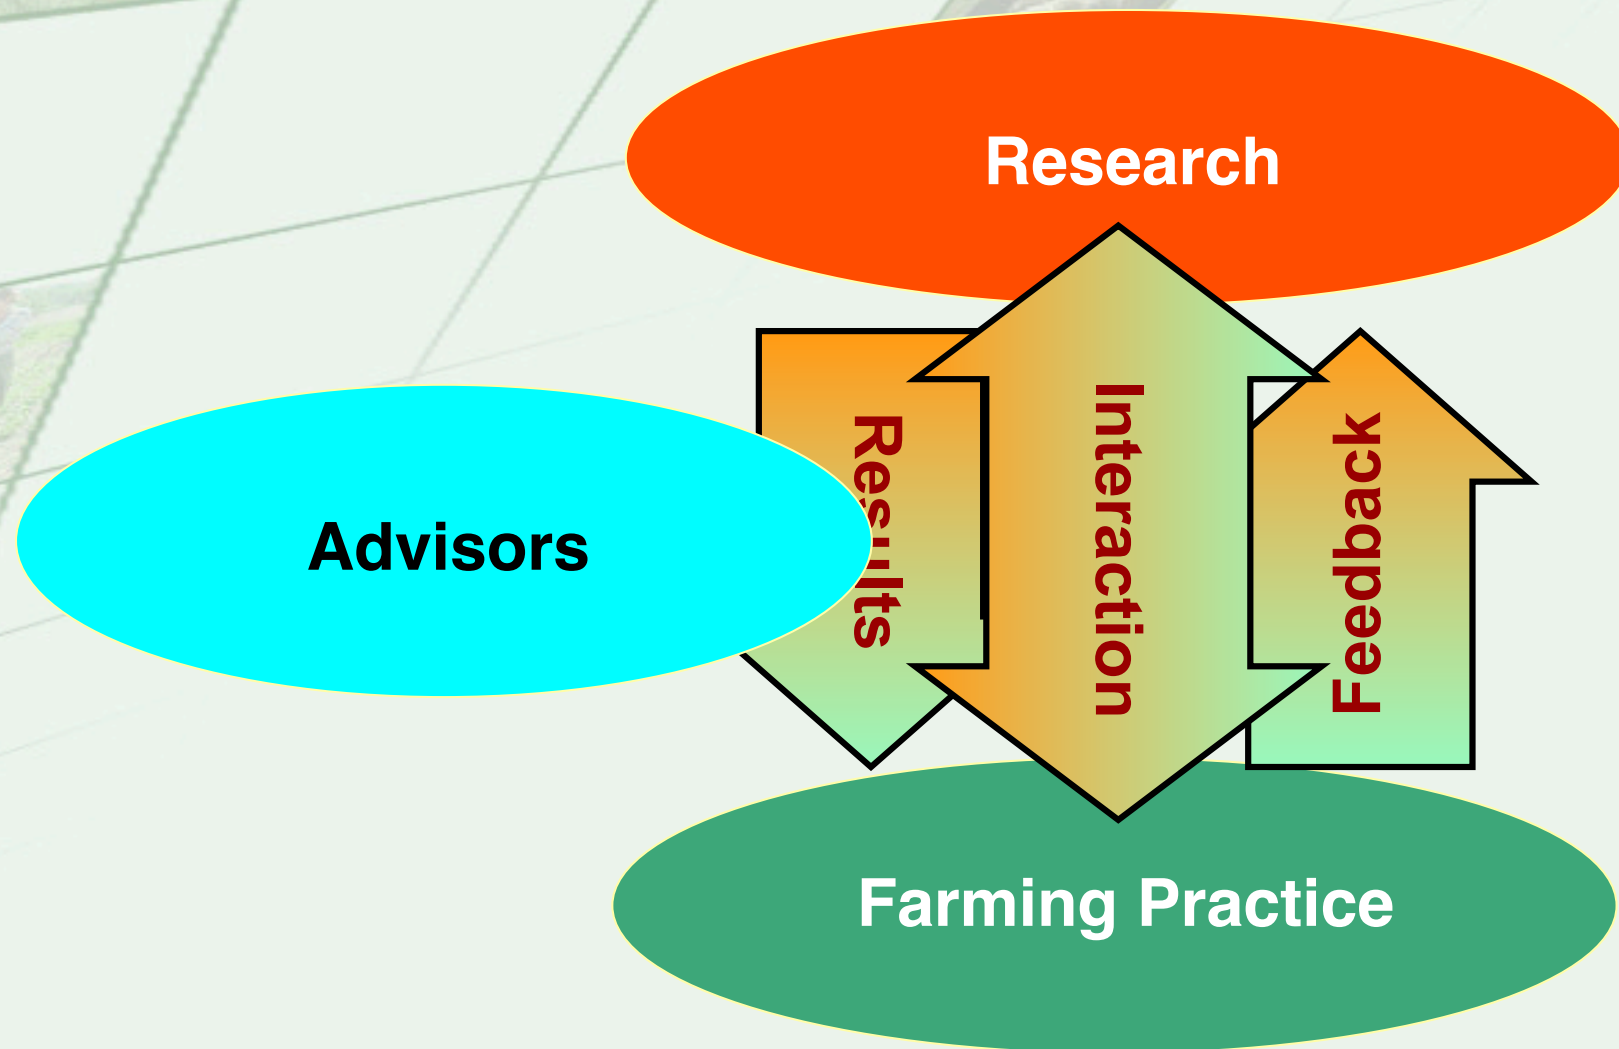 Research
Advisors
Results
Interaction
Feedback
Farming Practice